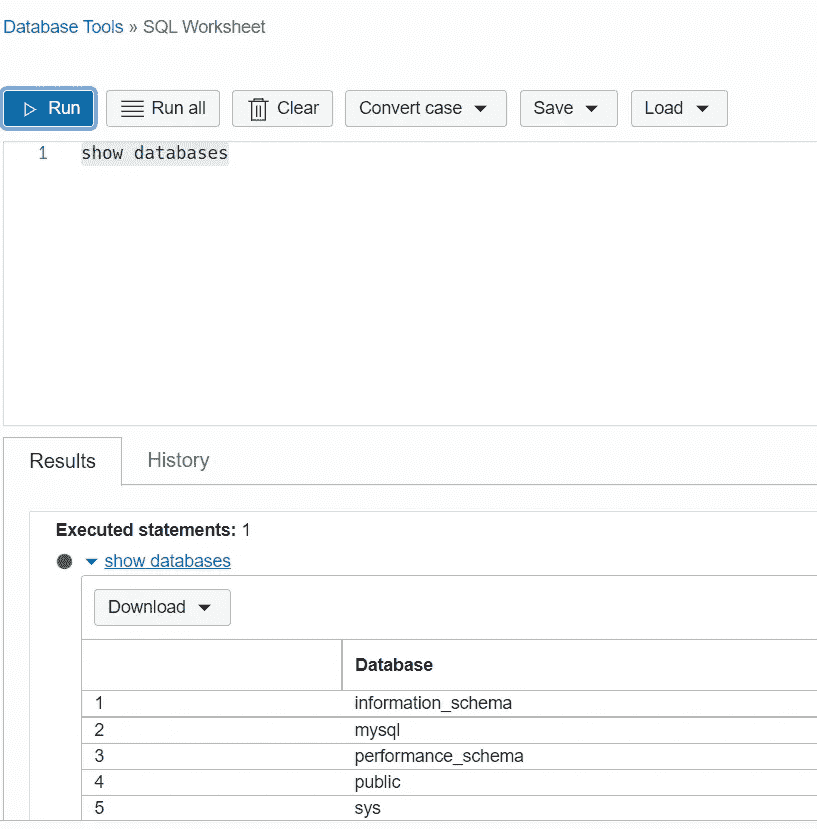 Database Tools » SQL Worksheet
Run Run all Clear Convert case Save Load
1 show databases
Results History
Executed statements: 1
show databases
Download
Database
1 information_schema
2 mysql
3 performance_schema
4 public
5 sys